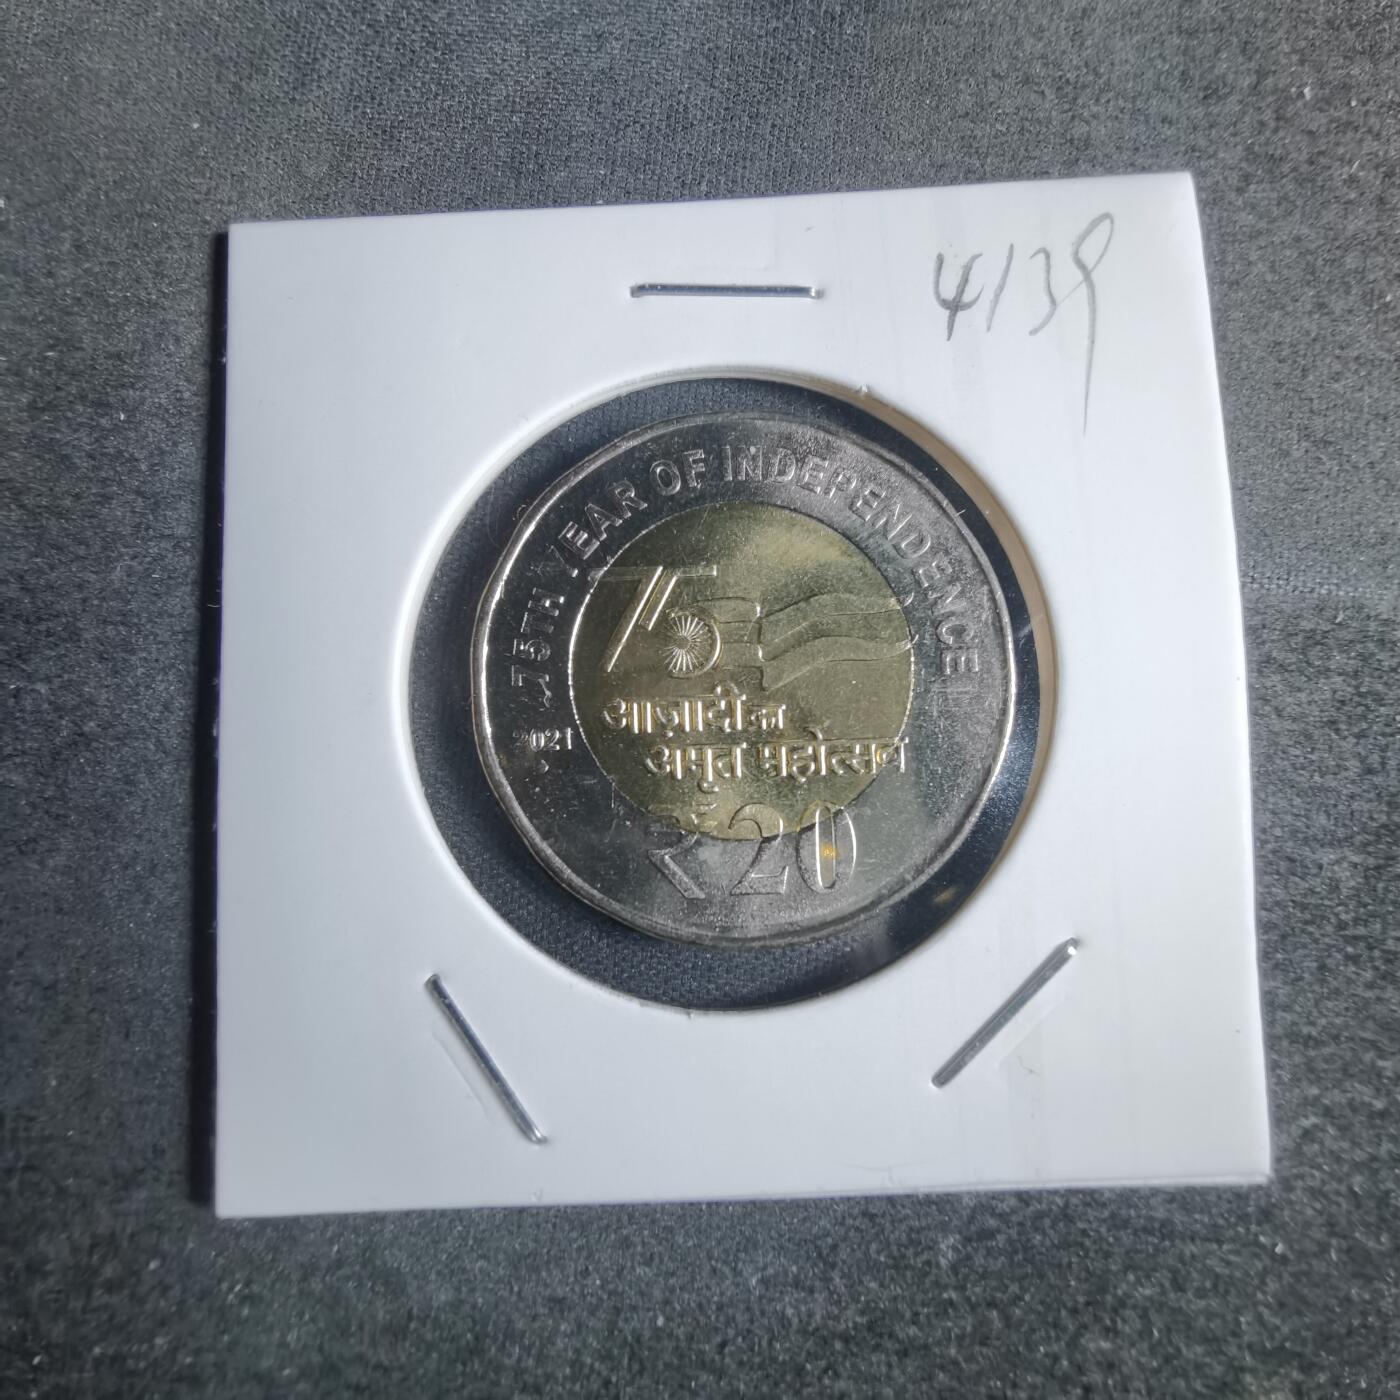 4139
75TH YEAR OF INDEPENDENCE
75
आज़ादी का
अमृत महोत्सव
2021
₹ 20